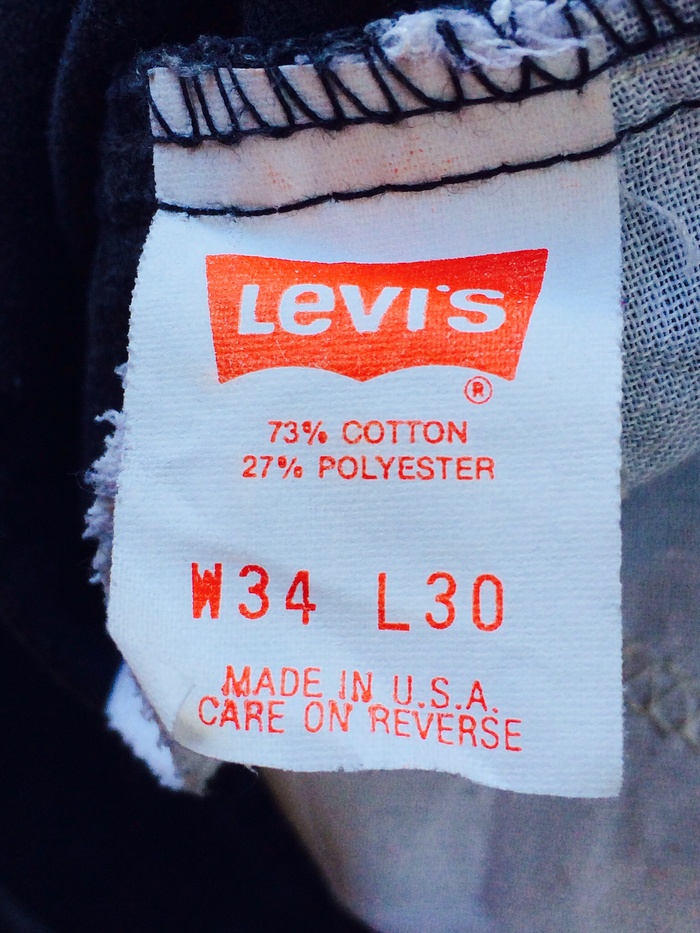 Levi's
®
73% COTTON
27% POLYESTER
W34 L30
MADE IN U.S.A.
CARE ON REVERSE